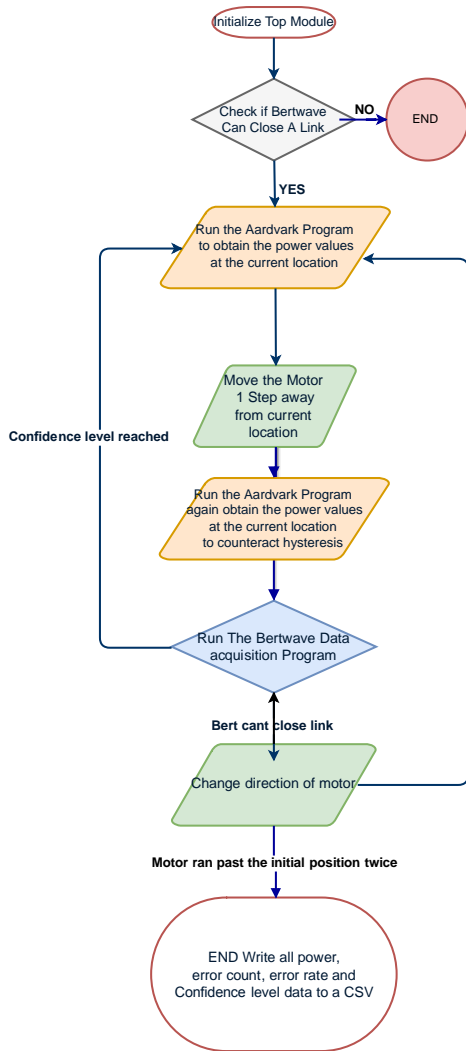 Initialize Top Module
Check if Bertwave
Can Close A Link
NO
END
YES
Run the Aardvark Program
to obtain the power values
at the current location
Move the Motor
1 Step away
from current
location
Confidence level reached
Run the Aardvark Program
again obtain the power values
at the current location
to counteract hysteresis
Run The Bertwave Data
acquisition Program
Bert cant close link
Change direction of motor
Motor ran past the initial position twice
END Write all power,
error count, error rate and
Confidence level data to a CSV